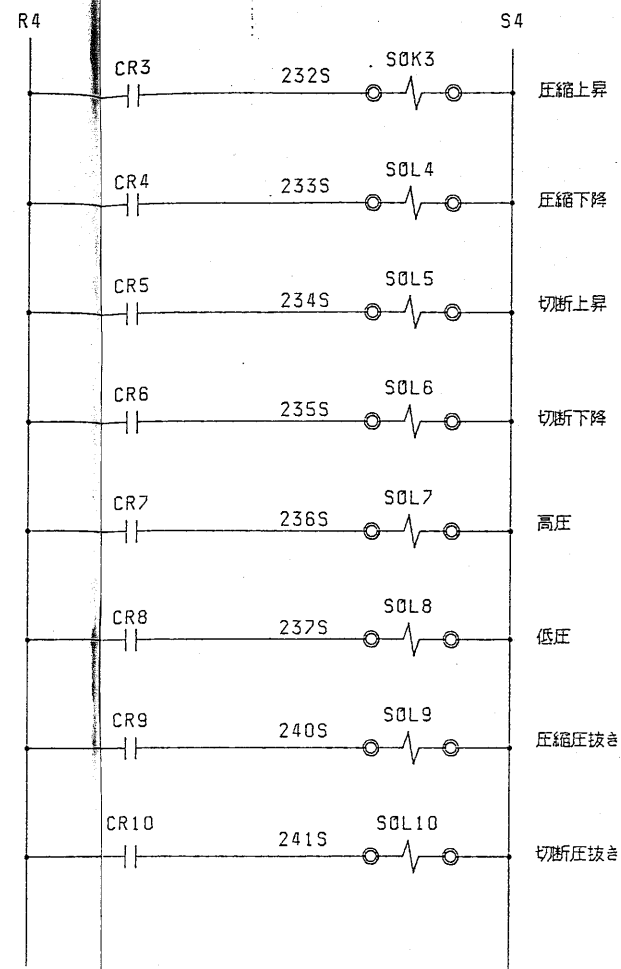 R4 S4
CR3 232S SOK3 圧縮上昇
CR4 233S SOL4 圧縮下降
CR5 234S SOL5 切断上昇
CR6 235S SOL6 切断下降
CR7 236S SOL7 高圧
CR8 237S SOL8 低圧
CR9 240S SOL9 圧縮圧抜き
CR10 241S SOL10 切断圧抜き